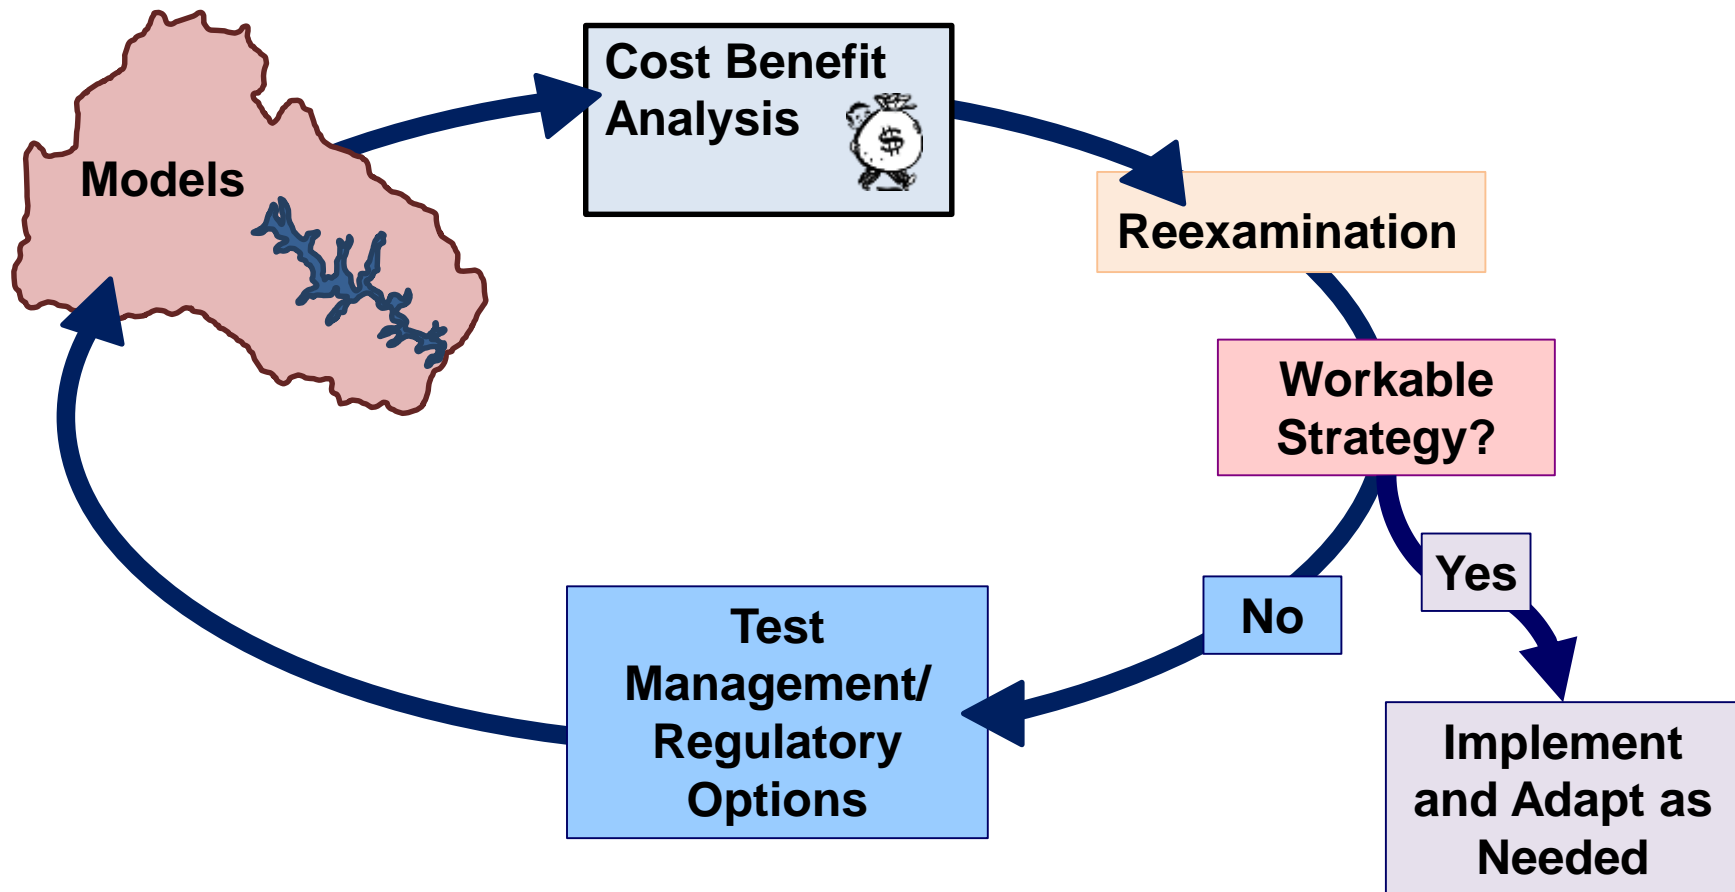 Models
Cost Benefit
Analysis
$
Reexamination
Workable
Strategy?
Yes
No
Test
Management/
Regulatory
Options
Implement
and Adapt as
Needed